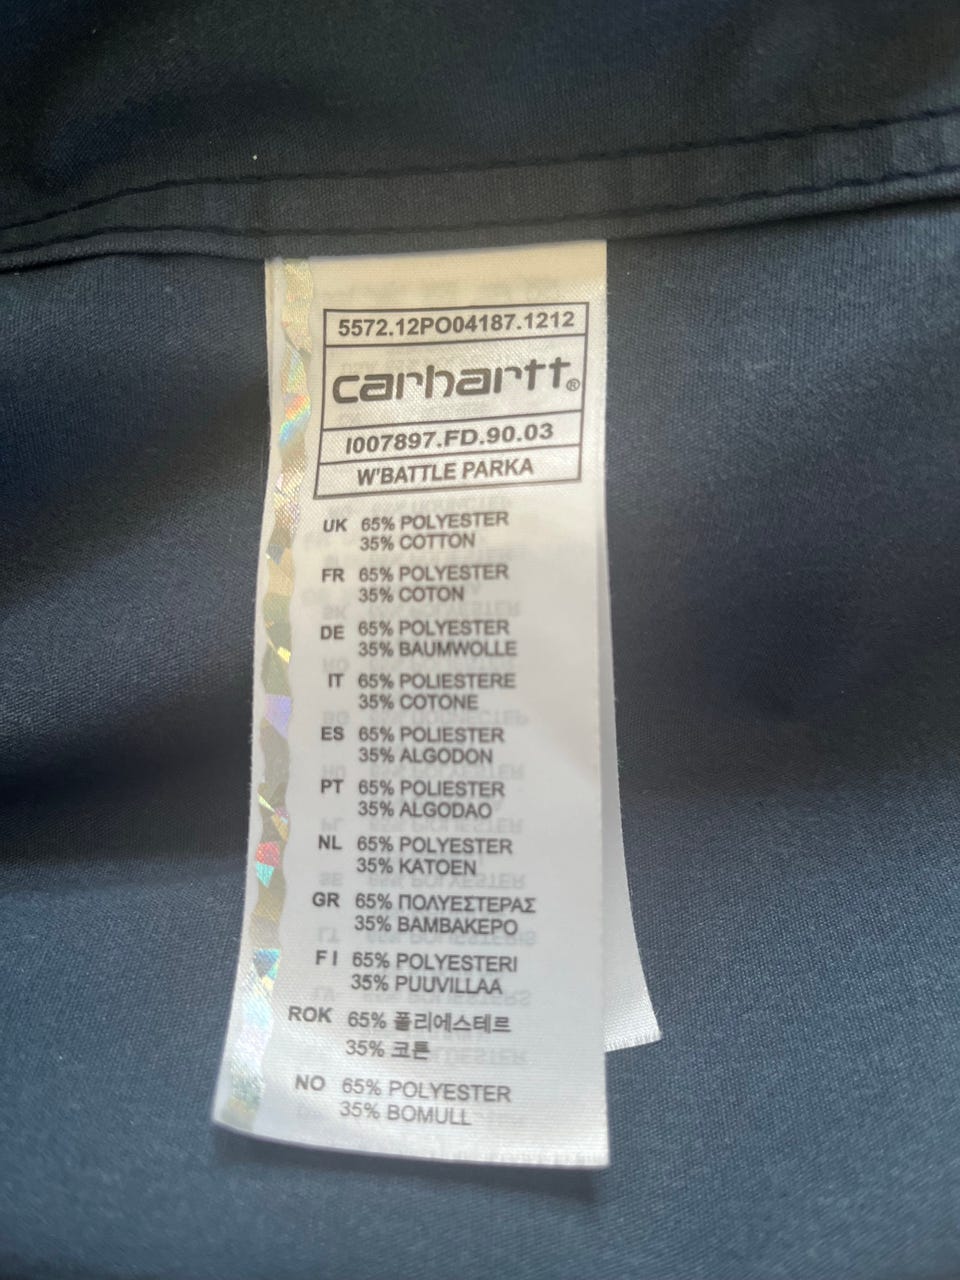 5572.12PO04187.1212
carhartt®
I007897.FD.90.03
W'BATTLE PARKA
UK 65% POLYESTER
35% COTTON
FR 65% POLYESTER
35% COTON
DE 65% POLYESTER
35% BAUMWOLLE
IT 65% POLIESTERE
35% COTONE
ES 65% POLIESTER
35% ALGODON
PT 65% POLIESTER
35% ALGODAO
NL 65% POLYESTER
35% KATOEN
GR 65% ΠΟΛΥΕΣΤΕΡΑΣ
35% ΒΑΜΒΑΚΕΡΟ
FI 65% POLYESTERI
35% PUUVILLAA
ROK 65% 폴리에스테르
35% 코튼
NO 65% POLYESTER
35% BOMULL